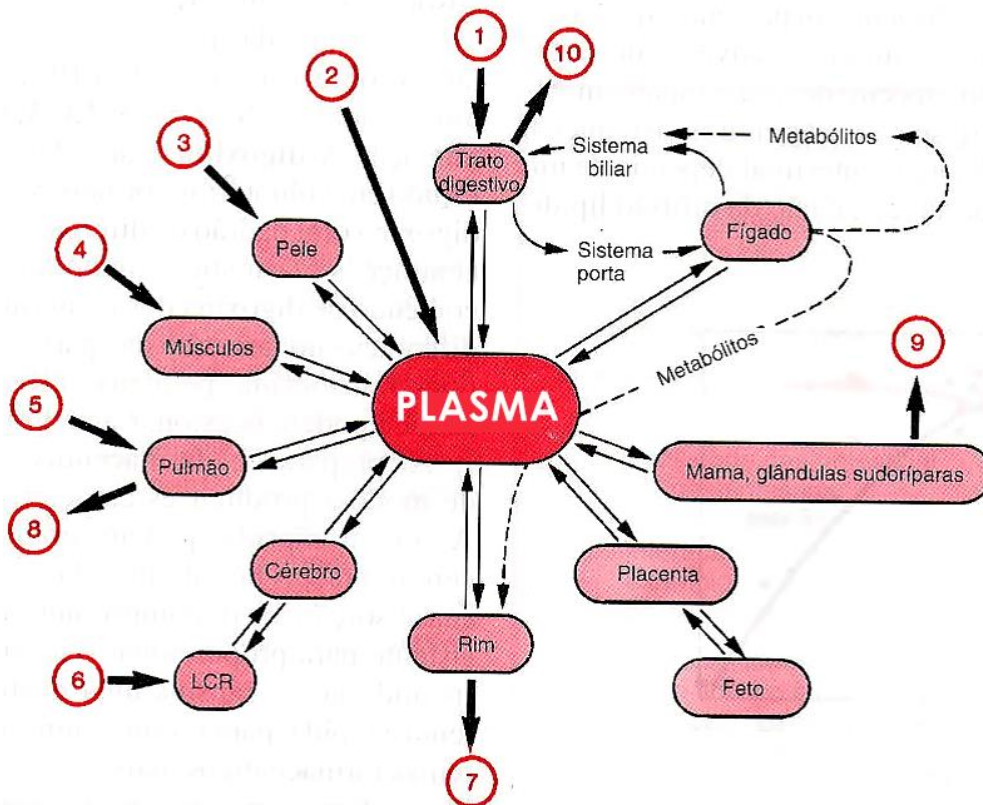 1
10
2
3
4
5
8
6
7
9
Trato
digestivo
Sistema
biliar
Metabólitos
Fígado
Sistema
porta
Pele
Músculos
PLASMA
Metabólitos
Pulmão
Mama, glândulas sudoríparas
Cérebro
Placenta
Rim
LCR
Feto